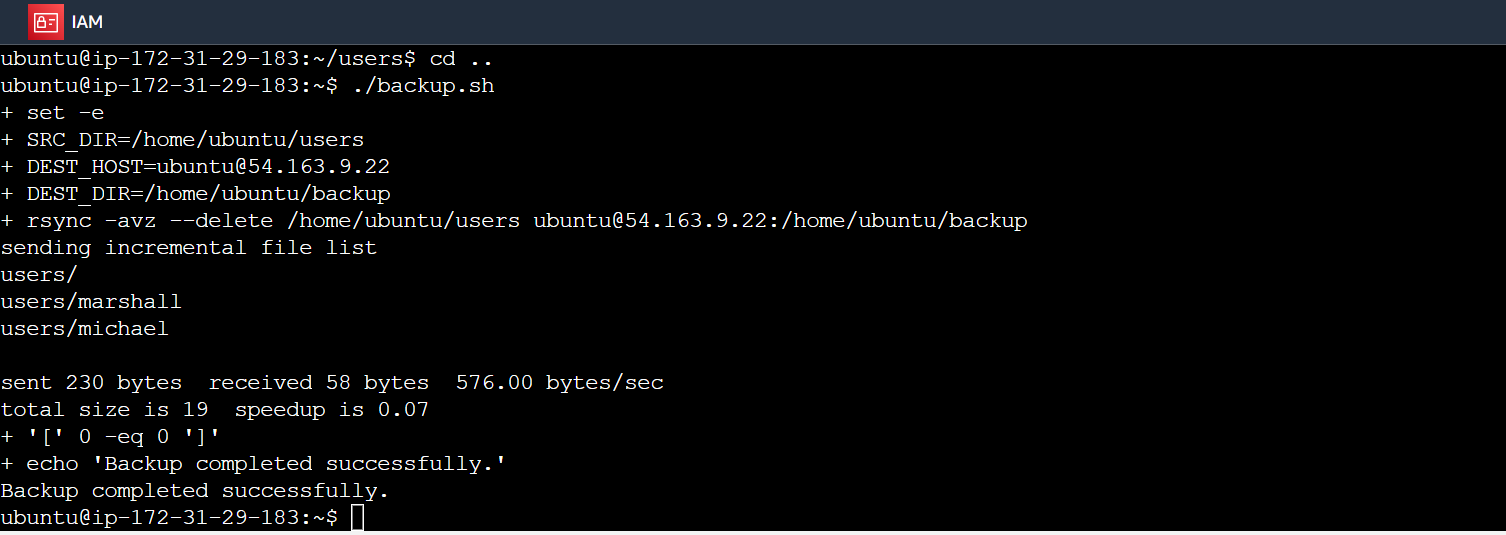 IAM
ubuntu@ip-172-31-29-183:~/users$ cd ..
ubuntu@ip-172-31-29-183:~$ ./backup.sh
+ set -e
+ SRC_DIR=/home/ubuntu/users
+ DEST_HOST=ubuntu@54.163.9.22
+ DEST_DIR=/home/ubuntu/backup
+ rsync -avz --delete /home/ubuntu/users ubuntu@54.163.9.22:/home/ubuntu/backup
sending incremental file list
users/
users/marshall
users/michael
sent 230 bytes  received 58 bytes  576.00 bytes/sec
total size is 19  speedup is 0.07
+ '[' 0 -eq 0 ']'
+ echo 'Backup completed successfully.'
Backup completed successfully.
ubuntu@ip-172-31-29-183:~$